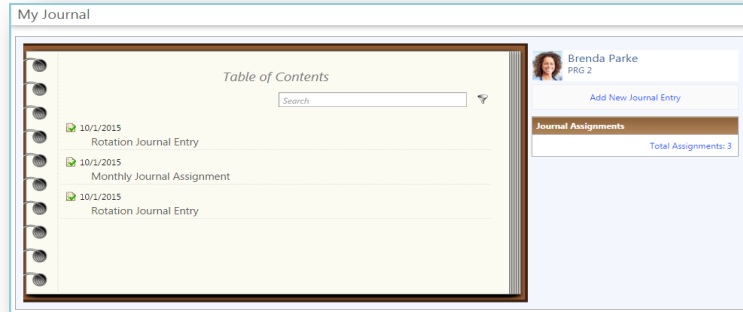 My Journal
Table of Contents
Search
10/1/2015
Rotation Journal Entry
10/1/2015
Monthly Journal Assignment
10/1/2015
Rotation Journal Entry
Brenda Parke
PRG 2
Add New Journal Entry
Journal Assignments
Total Assignments: 3